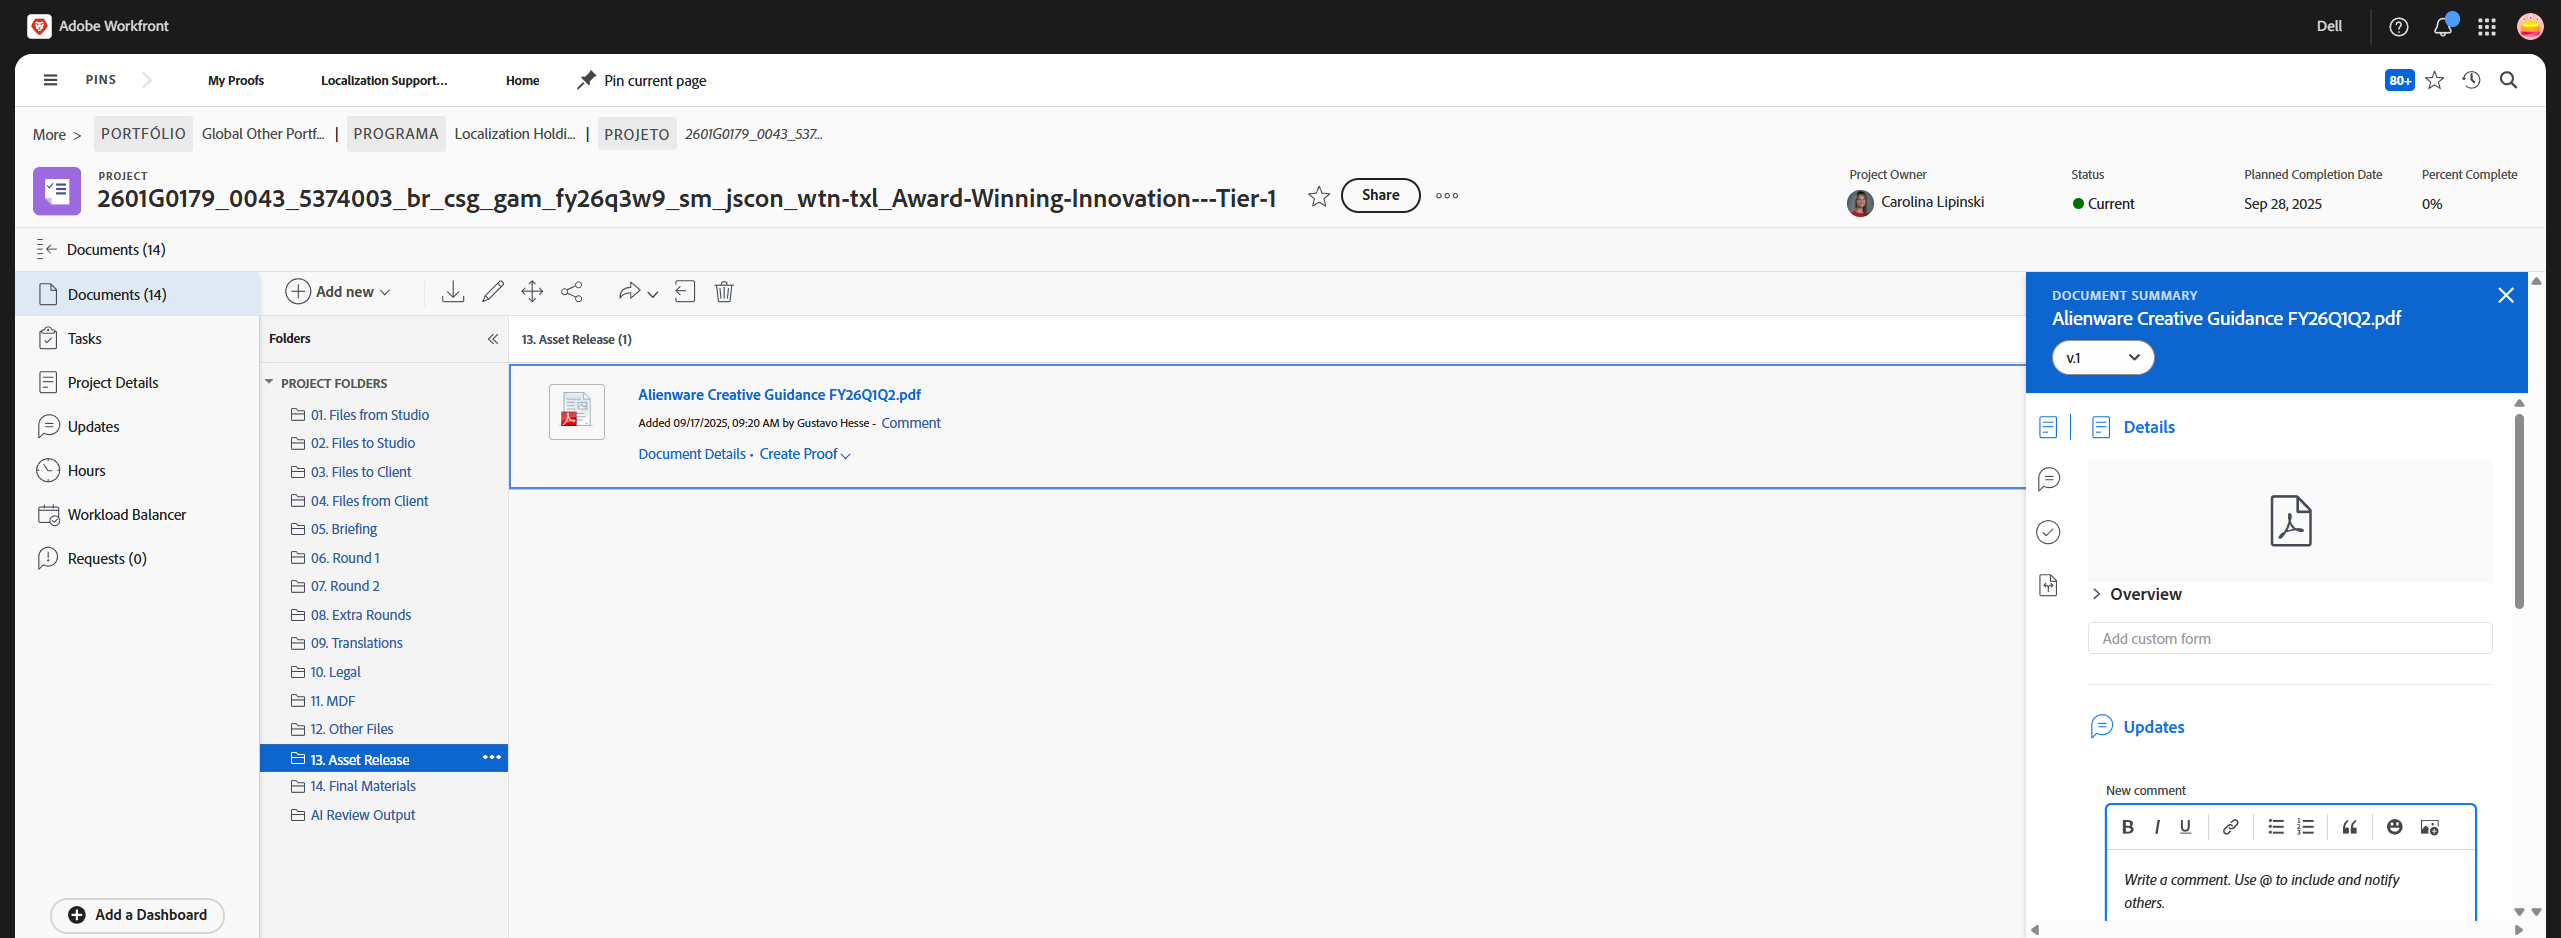 Adobe Workfront
Dell
PINS
My Proofs
Localization Support...
Home
Pin current page
80+
More >
PORTFÓLIO
Global Other Portf...
|
PROGRAMA
Localization Holdi...
|
PROJETO
2601G0179_0043_537...
PROJECT
2601G0179_0043_5374003_br_csg_gam_fy26q3w9_sm_jscon_wtn-txl_Award-Winning-Innovation---Tier-1
Share
Project Owner
Carolina Lipinski
Status
Current
Planned Completion Date
Sep 28, 2025
Percent Complete
0%
Documents (14)
Documents (14)
Tasks
Project Details
Updates
Hours
Workload Balancer
Requests (0)
Add a Dashboard
Add new
Folders
PROJECT FOLDERS
01. Files from Studio
02. Files to Studio
03. Files to Client
04. Files from Client
05. Briefing
06. Round 1
07. Round 2
08. Extra Rounds
09. Translations
10. Legal
11. MDF
12. Other Files
13. Asset Release
14. Final Materials
AI Review Output
13. Asset Release (1)
Alienware Creative Guidance FY26Q1Q2.pdf
Added 09/17/2025, 09:20 AM by Gustavo Hesse - Comment
Document Details • Create Proof
DOCUMENT SUMMARY
Alienware Creative Guidance FY26Q1Q2.pdf
v.1
Details
Overview
Add custom form
Updates
New comment
B I U
Write a comment. Use @ to include and notify
others.